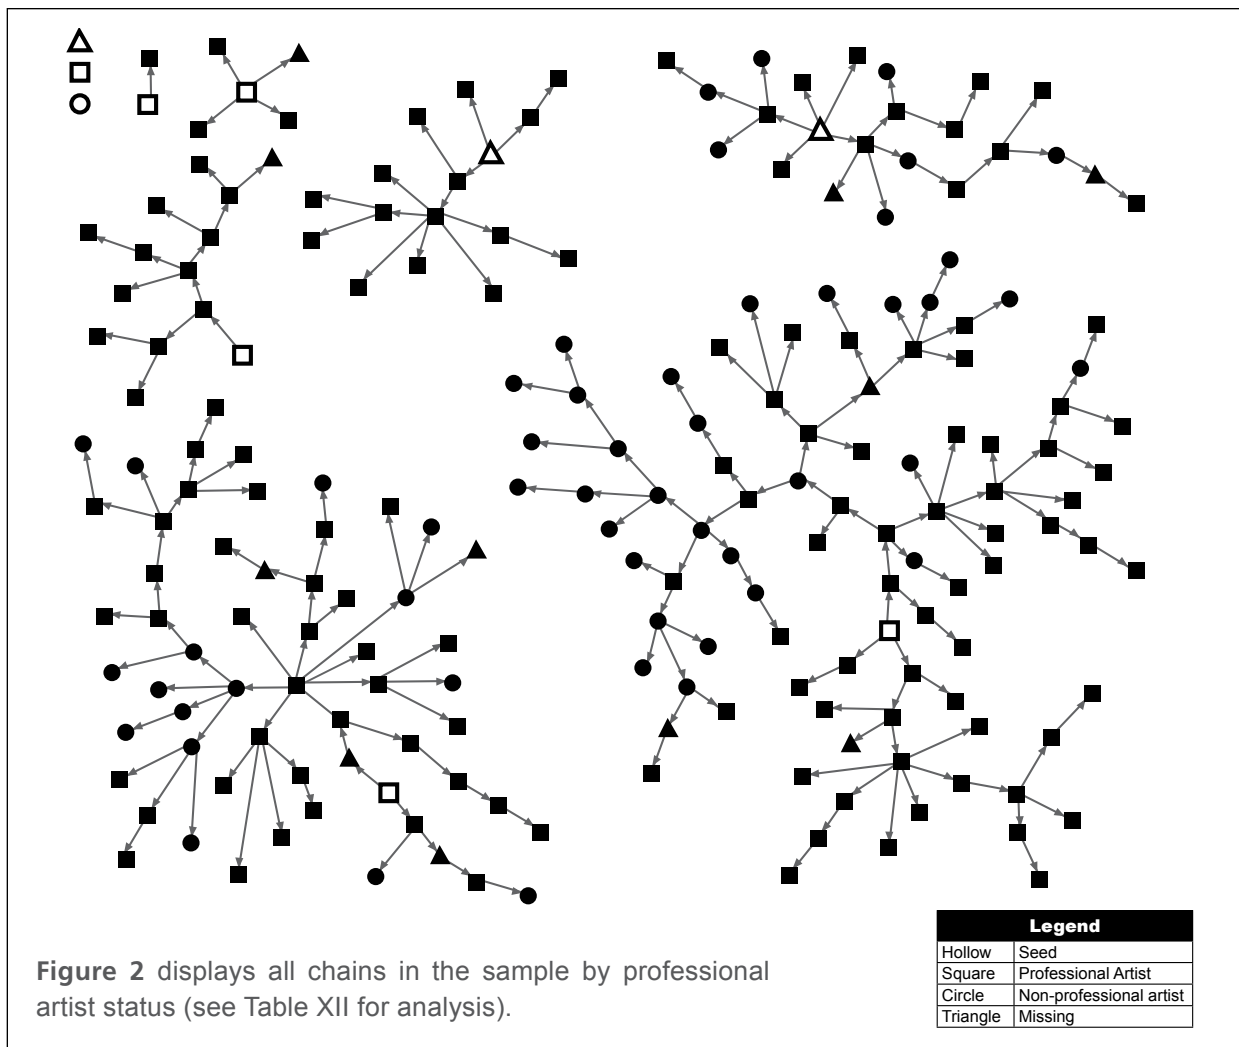 Figure 2 displays all chains in the sample by professional
artist status (see Table XII for analysis).
Legend
Hollow Seed
Square Professional Artist
Circle Non-professional artist
Triangle Missing